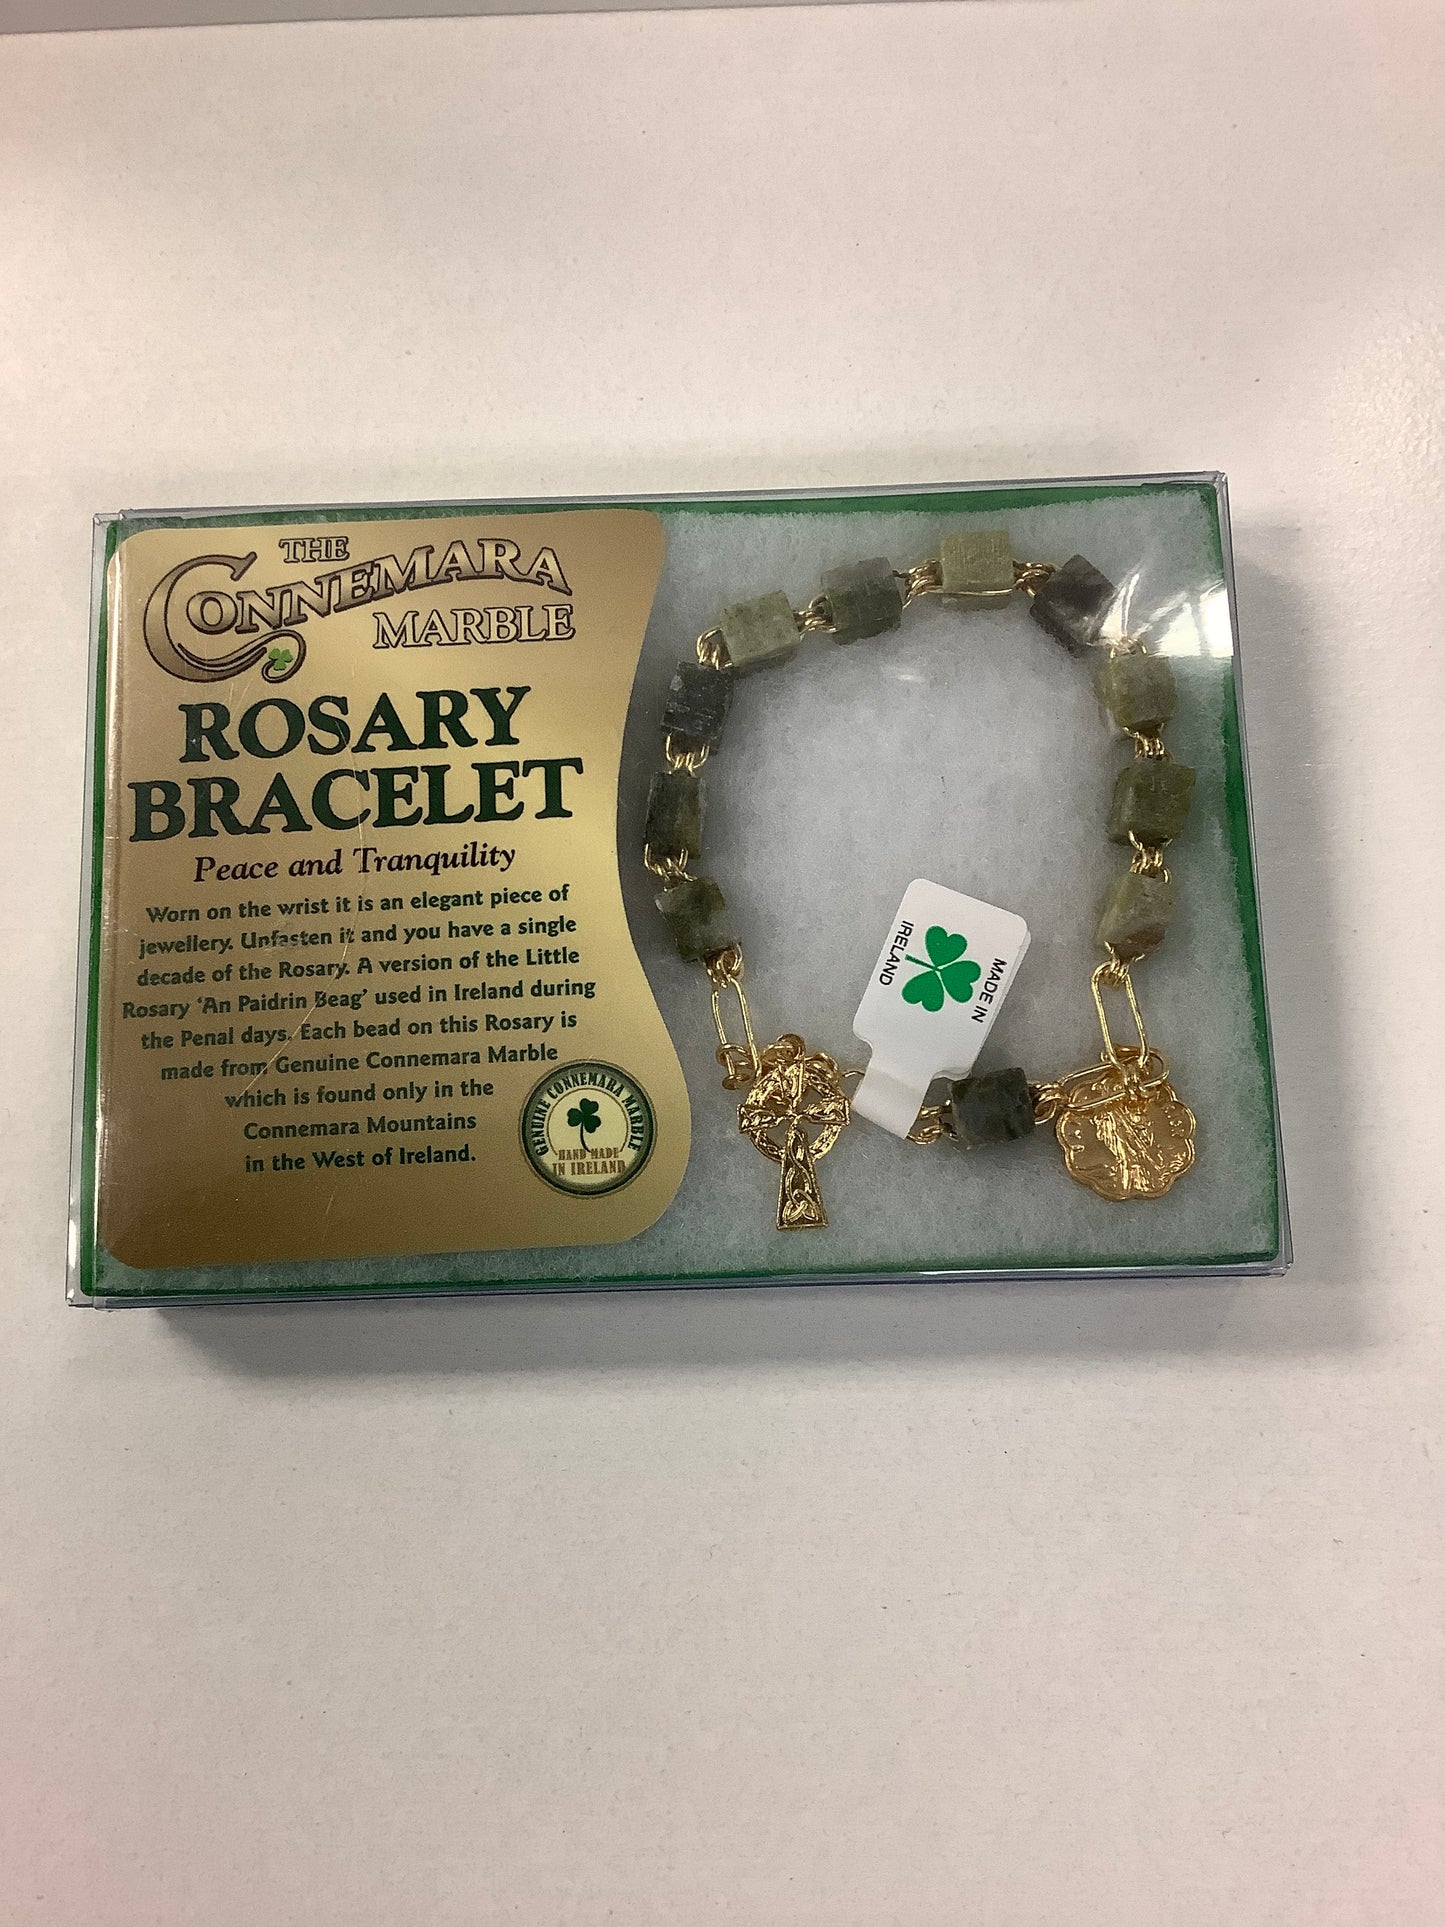 THE
CONNEMARA
MARBLE
ROSARY
BRACELET
Peace and Tranquility
Worn on the wrist it is an elegant piece of
jewellery. Unfasten it and you have a single
decade of the Rosary. A version of the Little
Rosary ‘An Paidrin Beag’ used in Ireland during
the Penal days. Each bead on this Rosary is
made from Genuine Connemara Marble
which is found only in the
Connemara Mountains
in the West of Ireland.
GENUINE CONNEMARA MARBLE
HAND MADE
IN IRELAND
MADE IN
IRELAND